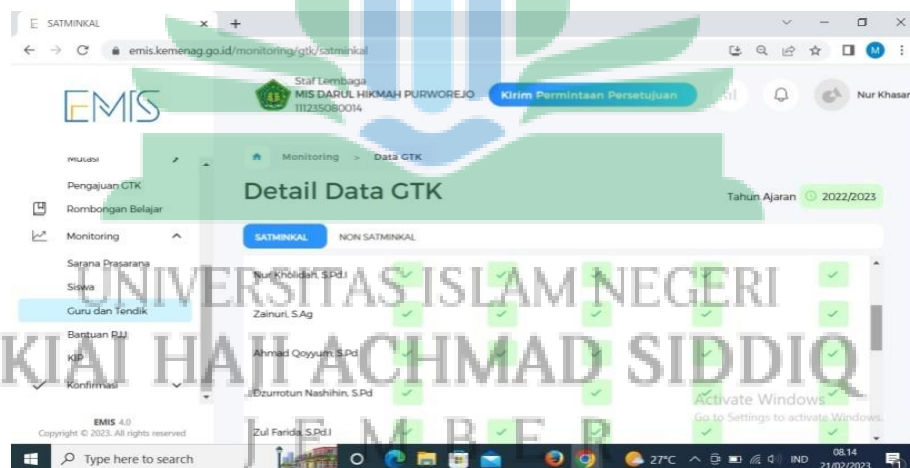 SATMINKAL
emis.kemenag.go.id/monitoring/gtk/satminkal
M
EMIS
Staf Lembaga
MIS DARUL HIKMAH PURWOREJO
111235080014
Kirim Permintaan Persetujuan
Nur Khasan
Mutasi
Pengajuan GTK
Rombongan Belajar
Monitoring
Sarana Prasarana
Siswa
Guru dan Tendik
Bantuan PJJ
KIP
Konfirmasi
EMIS 4.0
Copyright © 2023. All rights reserved
Monitoring > Data GTK
Detail Data GTK
Tahun Ajaran 2022/2023
SATMINKAL NON SATMINKAL
Nur Kholidah, S.Pd.I
Zainuri, S.Ag
Ahmad Qoyyum, S.Pd
Dzurrotun Nashihin, S.Pd
Zul Farida, S.Pd.I
UNIVERSITAS ISLAM NEGERI
KIAI HAJI ACHMAD SIDDIQ
JEMBER
Activate Windows
Go to Settings to activate Windows.
Type here to search
27°C
IND
08.14
21/02/2023